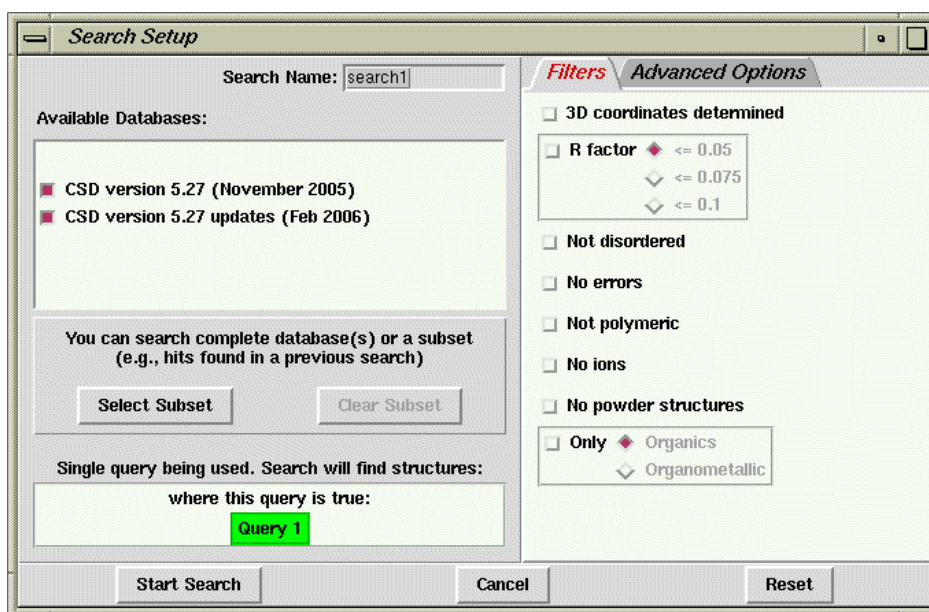 Search Setup
Search Name: search1
Available Databases:
CSD version 5.27 (November 2005)
CSD version 5.27 updates (Feb 2006)
You can search complete database(s) or a subset
(e.g., hits found in a previous search)
Select Subset
Clear Subset
Single query being used. Search will find structures:
where this query is true:
Query 1
Filters
Advanced Options
3D coordinates determined
R factor <= 0.05
<= 0.075
<= 0.1
Not disordered
No errors
Not polymeric
No ions
No powder structures
Only Organics
Organometallic
Start Search
Cancel
Reset